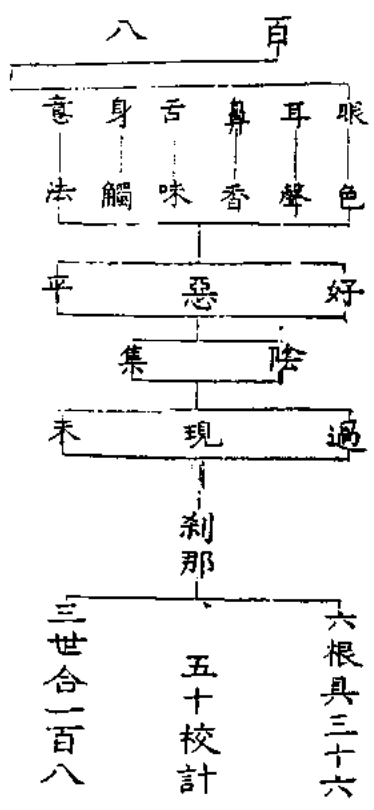 百八
眼耳鼻舌身意
色聲香味觸法
好惡平
陰集
過現未
刹那
六根具三十六
五十校計
三世合一百八